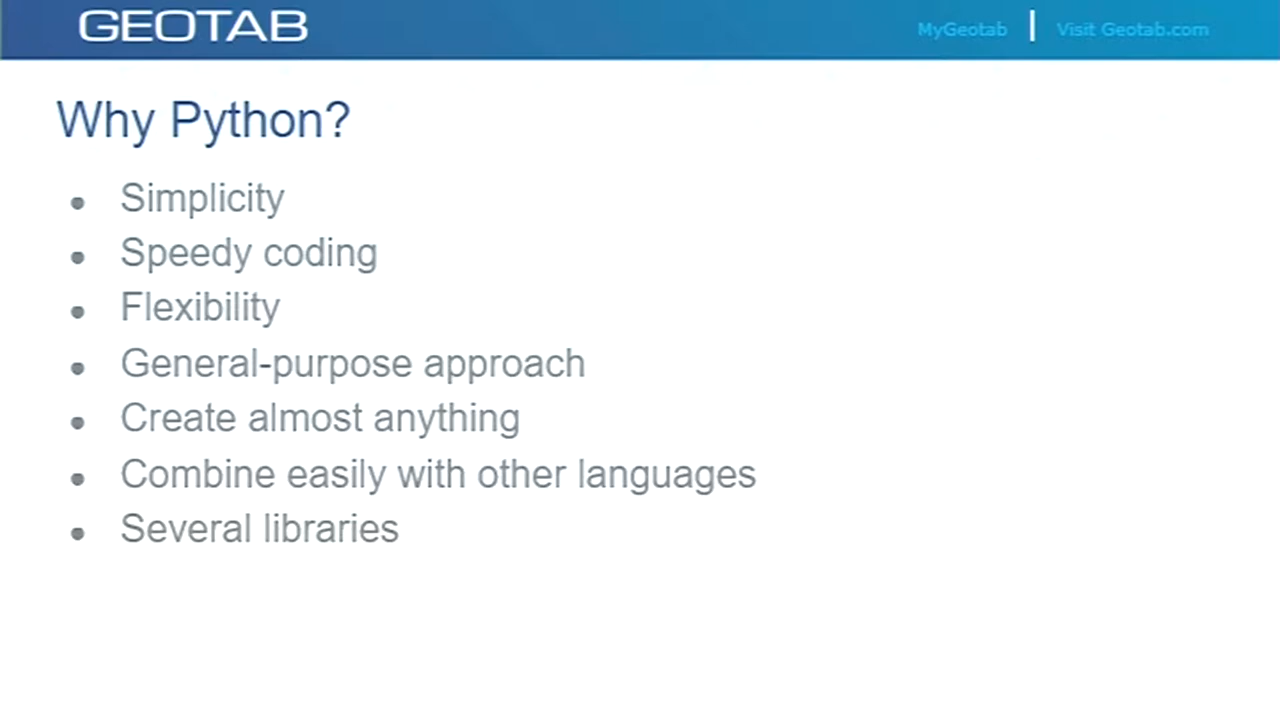 GEOTAB
MyGeotab | Visit Geotab.com
Why Python?
• Simplicity
• Speedy coding
• Flexibility
• General-purpose approach
• Create almost anything
• Combine easily with other languages
• Several libraries